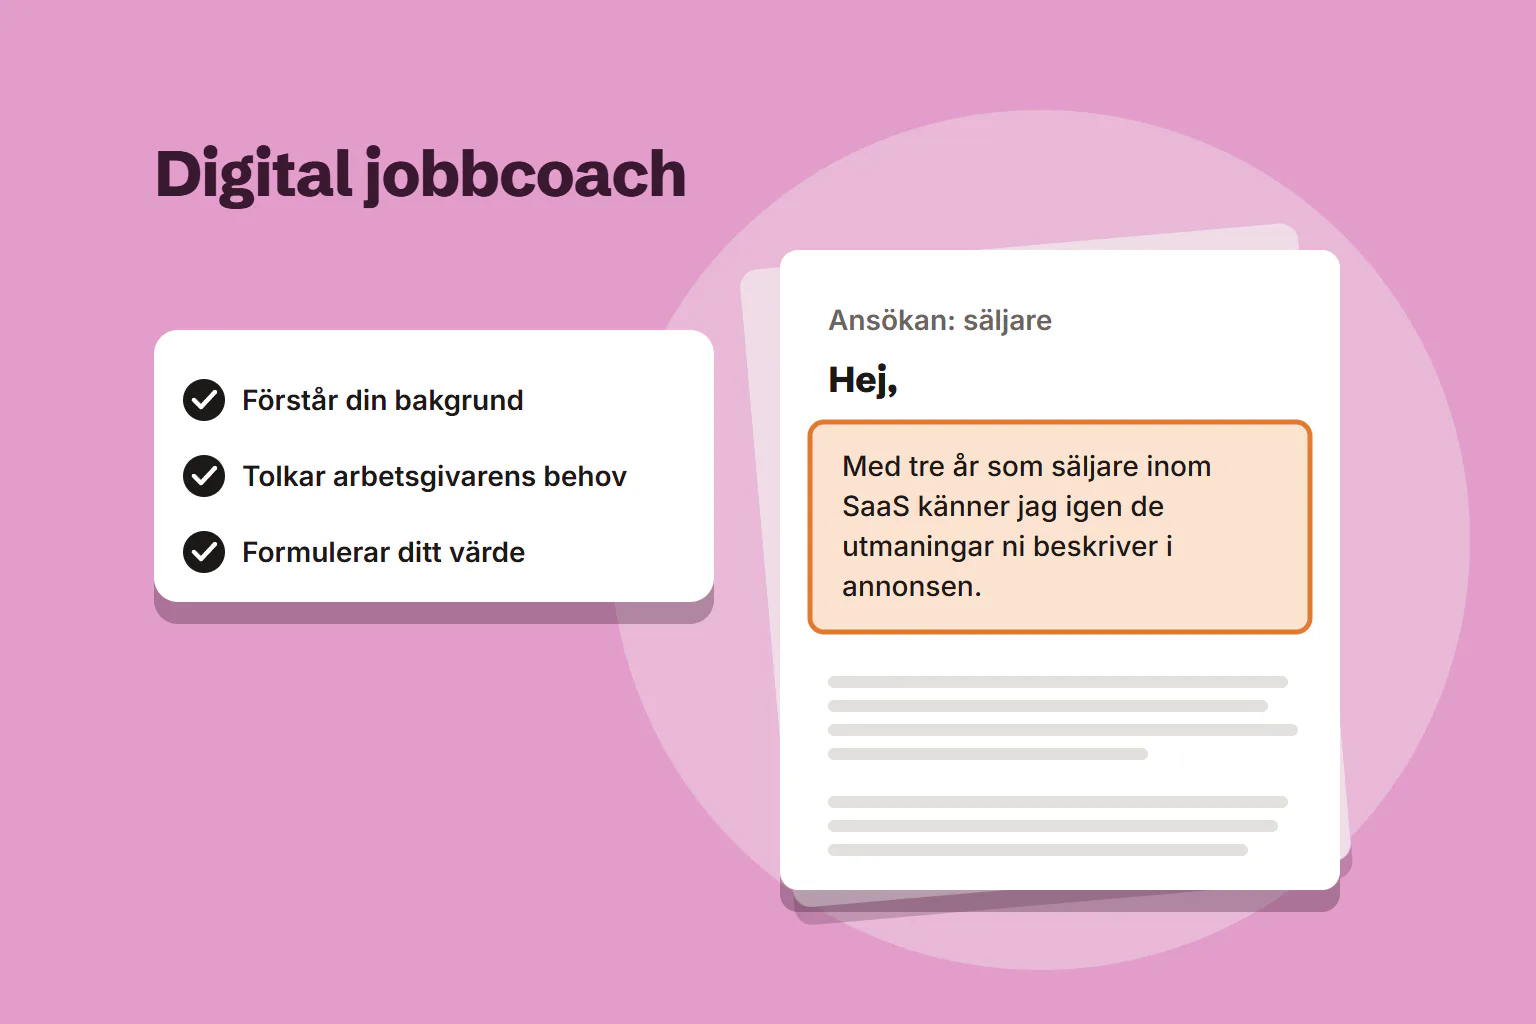 Digital jobbcoach
Förstår din bakgrund
Tolkar arbetsgivarens behov
Formulerar ditt värde
Ansökan: säljare
Hej,
Med tre år som säljare inom
SaaS känner jag igen de
utmaningar ni beskriver i
annonsen.